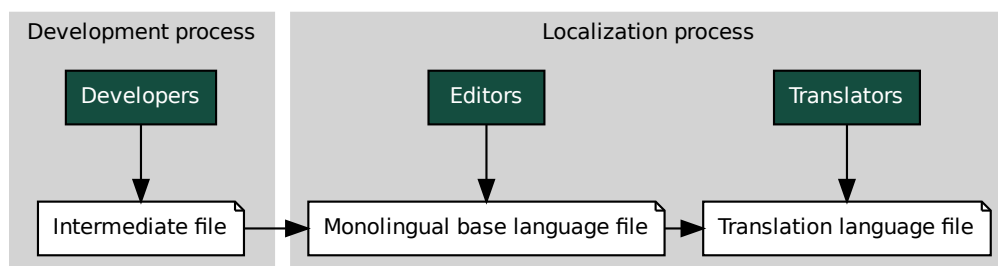 Development process
Localization process
Developers
Editors
Translators
Intermediate file
Monolingual base language file
Translation language file